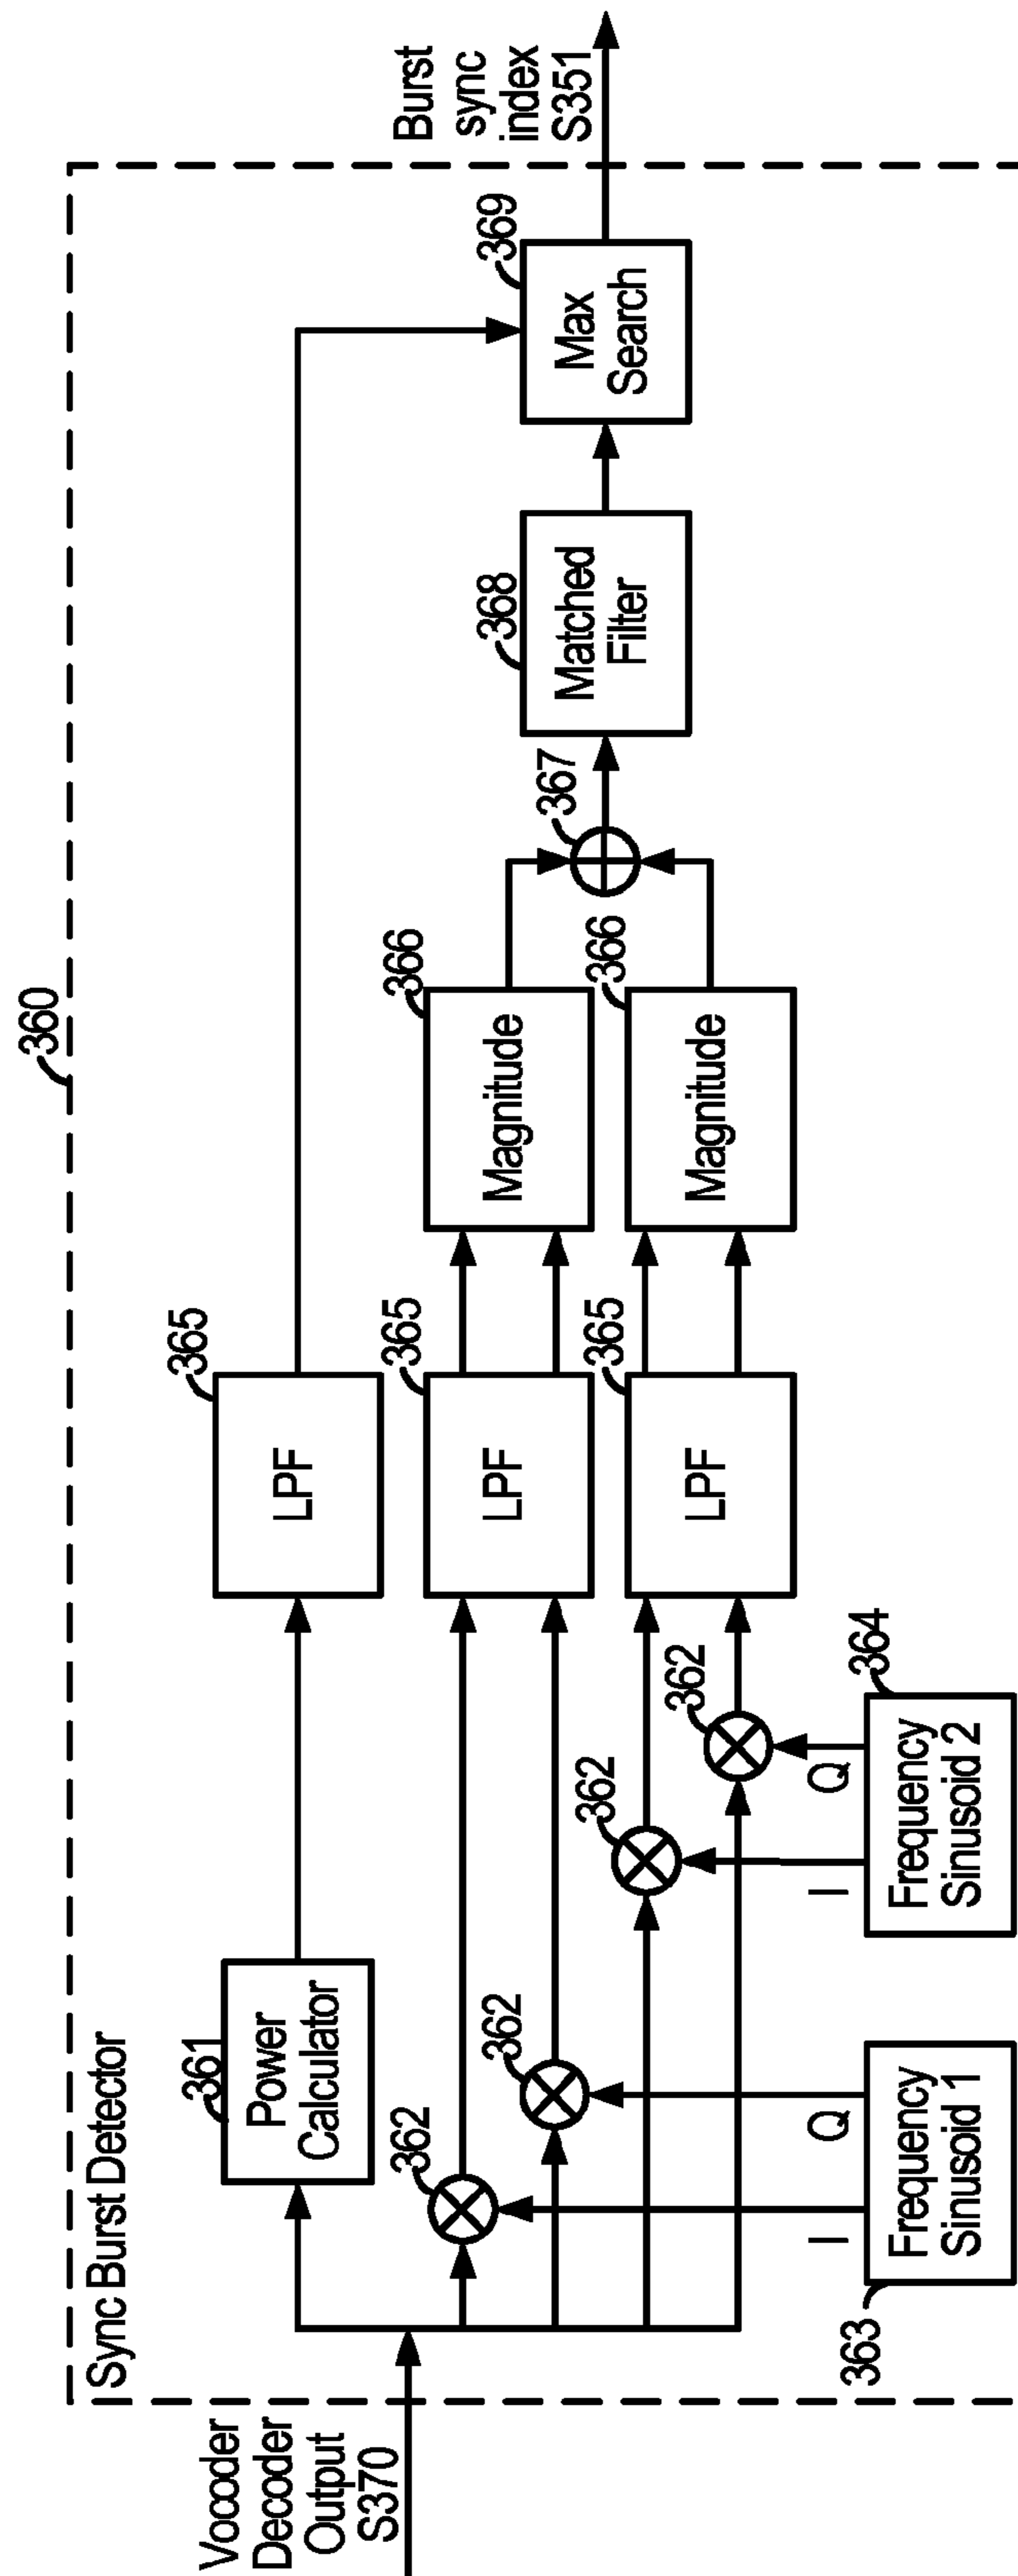 360
Sync Burst Detector
Vocoder
Decoder
Output
S370
361
Power
Calculator
365
LPF
362
362
365
LPF
366
Magnitude
362
362
365
LPF
366
Magnitude
367
368
Matched
Filter
369
Max
Search
Burst
sync
index
S351
I
Q
363
Frequency
Sinusoid 1
I
Q
364
Frequency
Sinusoid 2